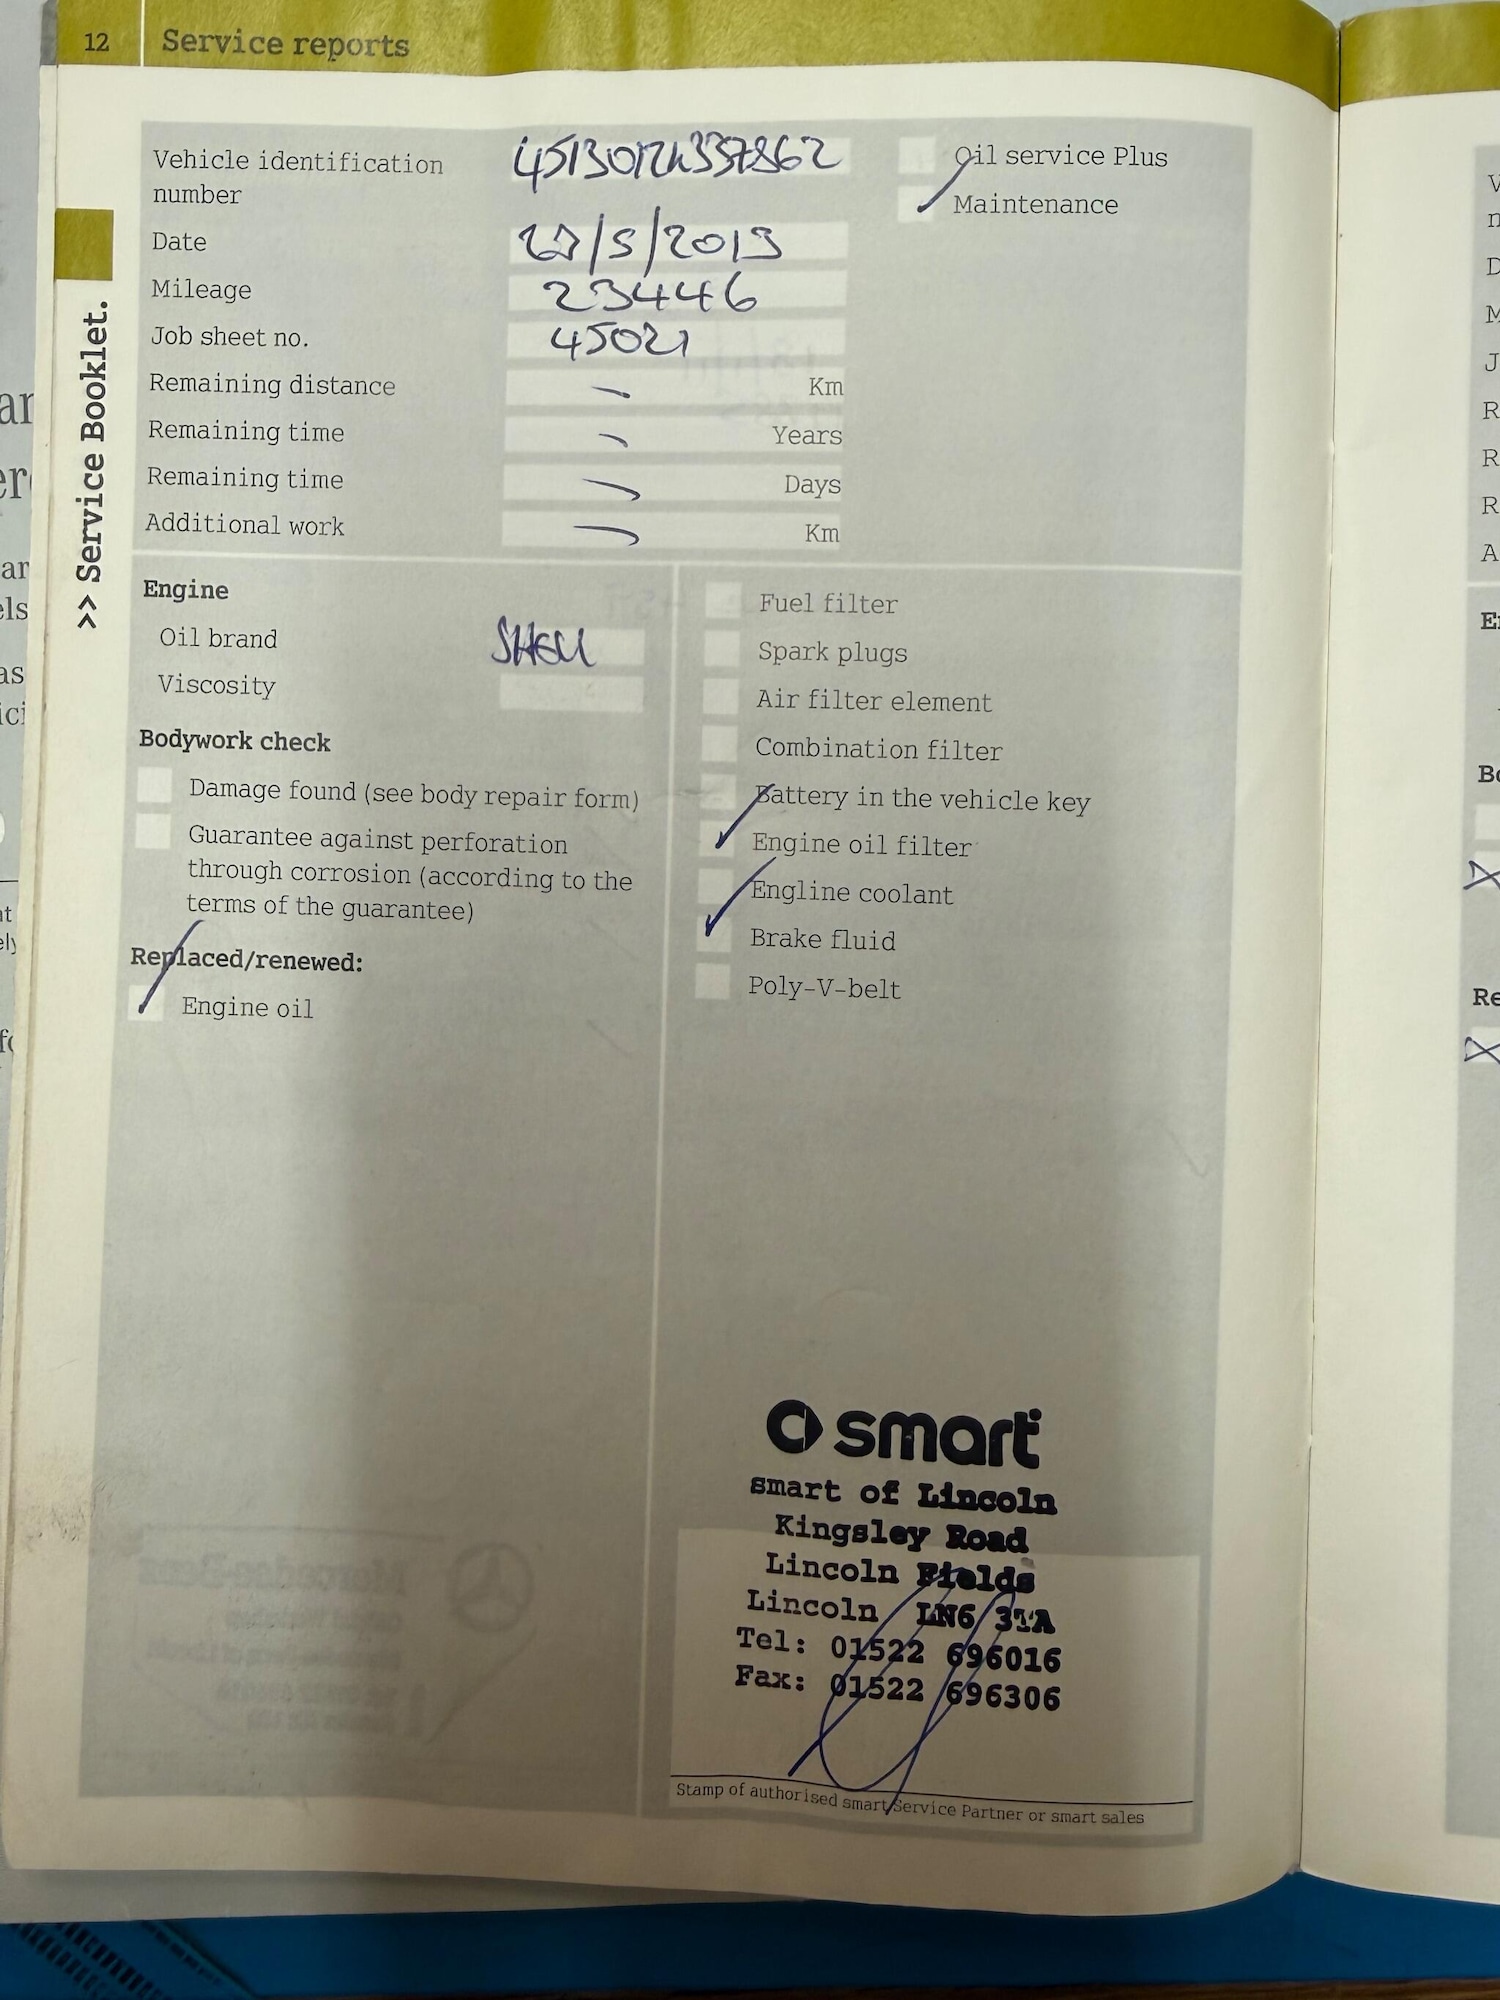 12 Service reports
>> Service Booklet.
Vehicle identification number 4513012K337862
Date 27/5/2013
Mileage 23446
Job sheet no. 45021
Remaining distance – Km
Remaining time – Years
Remaining time – Days
Additional work – Km
✓ Oil service Plus
Maintenance
Engine
Oil brand SHELL
Viscosity
Bodywork check
Damage found (see body repair form)
Guarantee against perforation
through corrosion (according to the
terms of the guarantee)
Replaced/renewed:
✓ Engine oil
Fuel filter
Spark plugs
Air filter element
Combination filter
Battery in the vehicle key
✓ Engine oil filter
Engline coolant
✓ Brake fluid
Poly-V-belt
smart
smart of Lincoln
Kingsley Road
Lincoln Fields
Lincoln LN6 3TA
Tel: 01522 696016
Fax: 01522 696306
Stamp of authorised smart Service Partner or smart sales